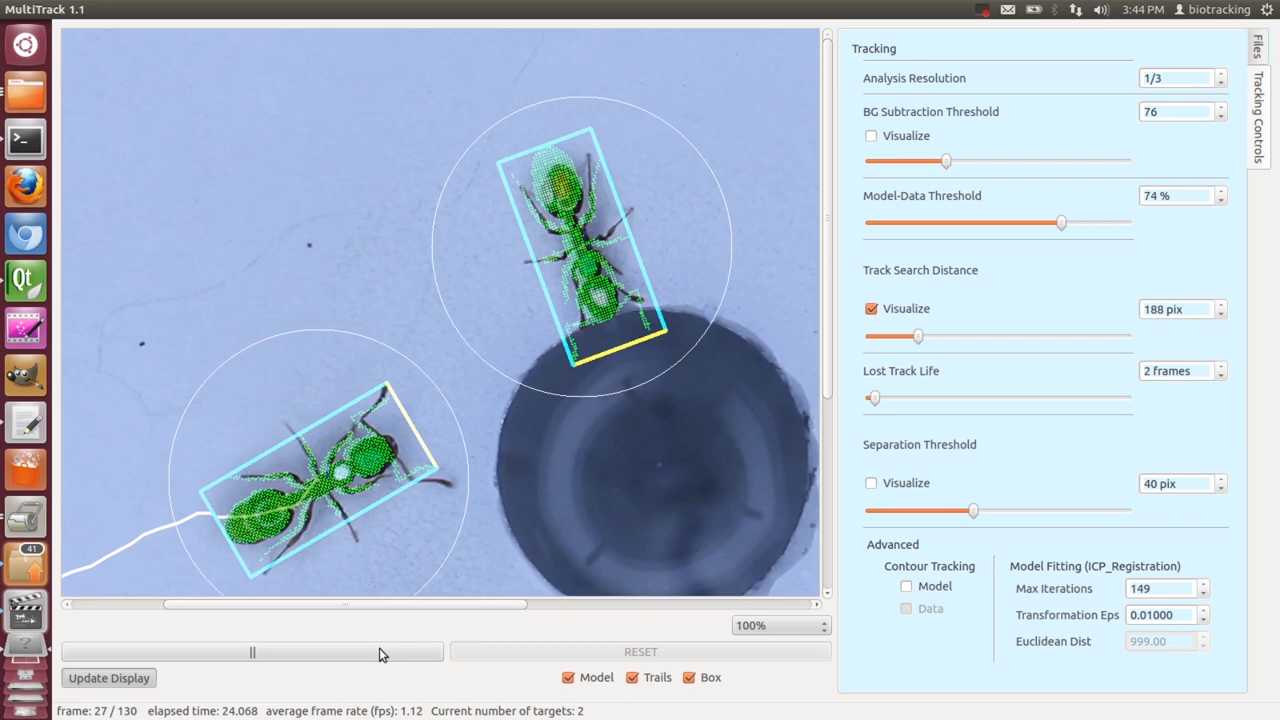 MultiTrack 1.1
3:44 PM biotracking
Tracking
Files
Tracking Controls
Analysis Resolution 1/3
BG Subtraction Threshold 76
Visualize
Model-Data Threshold 74 %
Track Search Distance
Visualize 188 pix
Lost Track Life 2 frames
Separation Threshold
Visualize 40 pix
Advanced
Contour Tracking Model Fitting (ICP_Registration)
Model Max Iterations 149
Data Transformation Eps 0.01000
Euclidean Dist 999.00
Qt
41
100%
RESET
Update Display Model Trails Box
frame: 27 / 130 elapsed time: 24.068 average frame rate (fps): 1.12 Current number of targets: 2